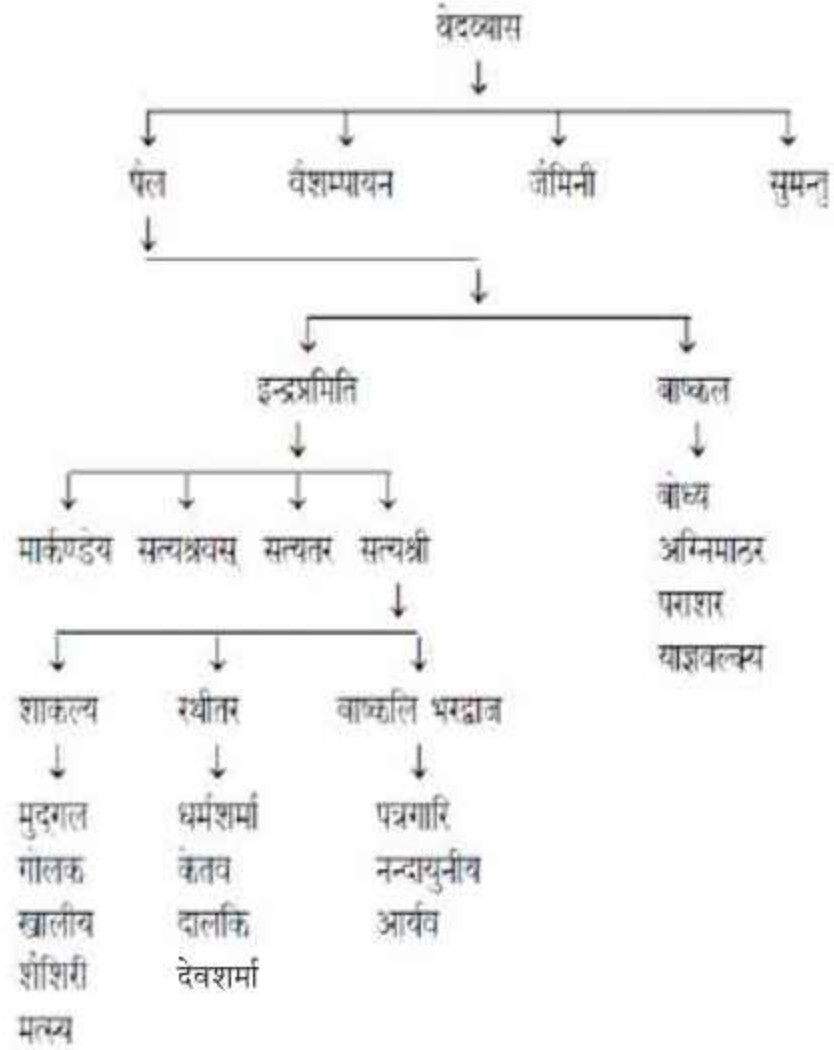 वेदव्यास
पैल वैशम्पायन जैमिनी सुमन्तु
इन्द्रप्रमिति बाष्कल
बोध्य
मार्कण्डेय सत्यश्रवस् सत्यतर सत्यश्री अग्निमाठर
पराशर
याज्ञवल्क्य
शाकल्य रथीतर बाष्कलि भरद्वाज
मुदगल धर्मशर्मा पत्रगारि
गोलक केतव नन्दायुनीव
खालीय दालकि आर्यव
शैशिरी देवशर्मा
मत्स्य